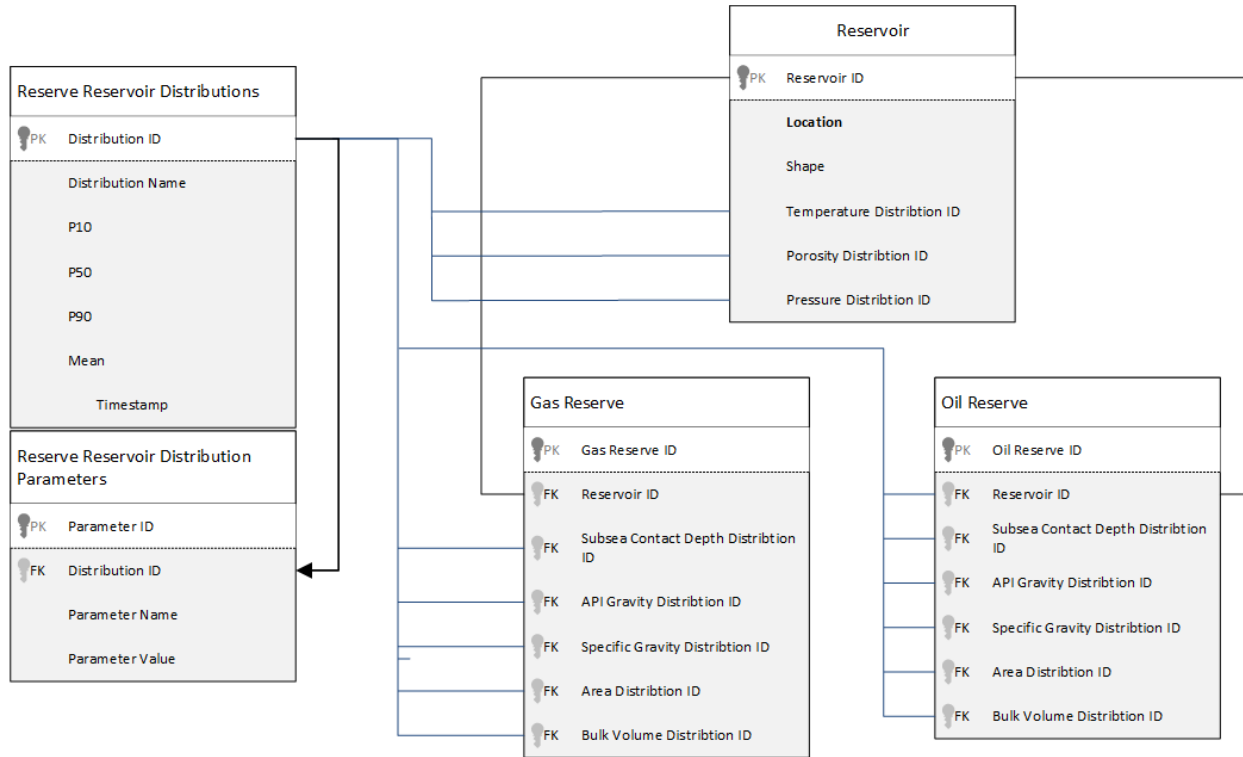 Reserve Reservoir Distributions
PK Distribution ID
Distribution Name
P10
P50
P90
Mean
Timestamp
Reserve Reservoir Distribution
Parameters
PK Parameter ID
FK Distribution ID
Parameter Name
Parameter Value
Reservoir
PK Reservoir ID
Location
Shape
Temperature Distribtion ID
Porosity Distribtion ID
Pressure Distribtion ID
Gas Reserve
PK Gas Reserve ID
FK Reservoir ID
FK Subsea Contact Depth Distribtion
ID
FK API Gravity Distribtion ID
FK Specific Gravity Distribtion ID
FK Area Distribtion ID
FK Bulk Volume Distribtion ID
Oil Reserve
PK Oil Reserve ID
FK Reservoir ID
FK Subsea Contact Depth Distribtion
ID
FK API Gravity Distribtion ID
FK Specific Gravity Distribtion ID
FK Area Distribtion ID
FK Bulk Volume Distribtion ID